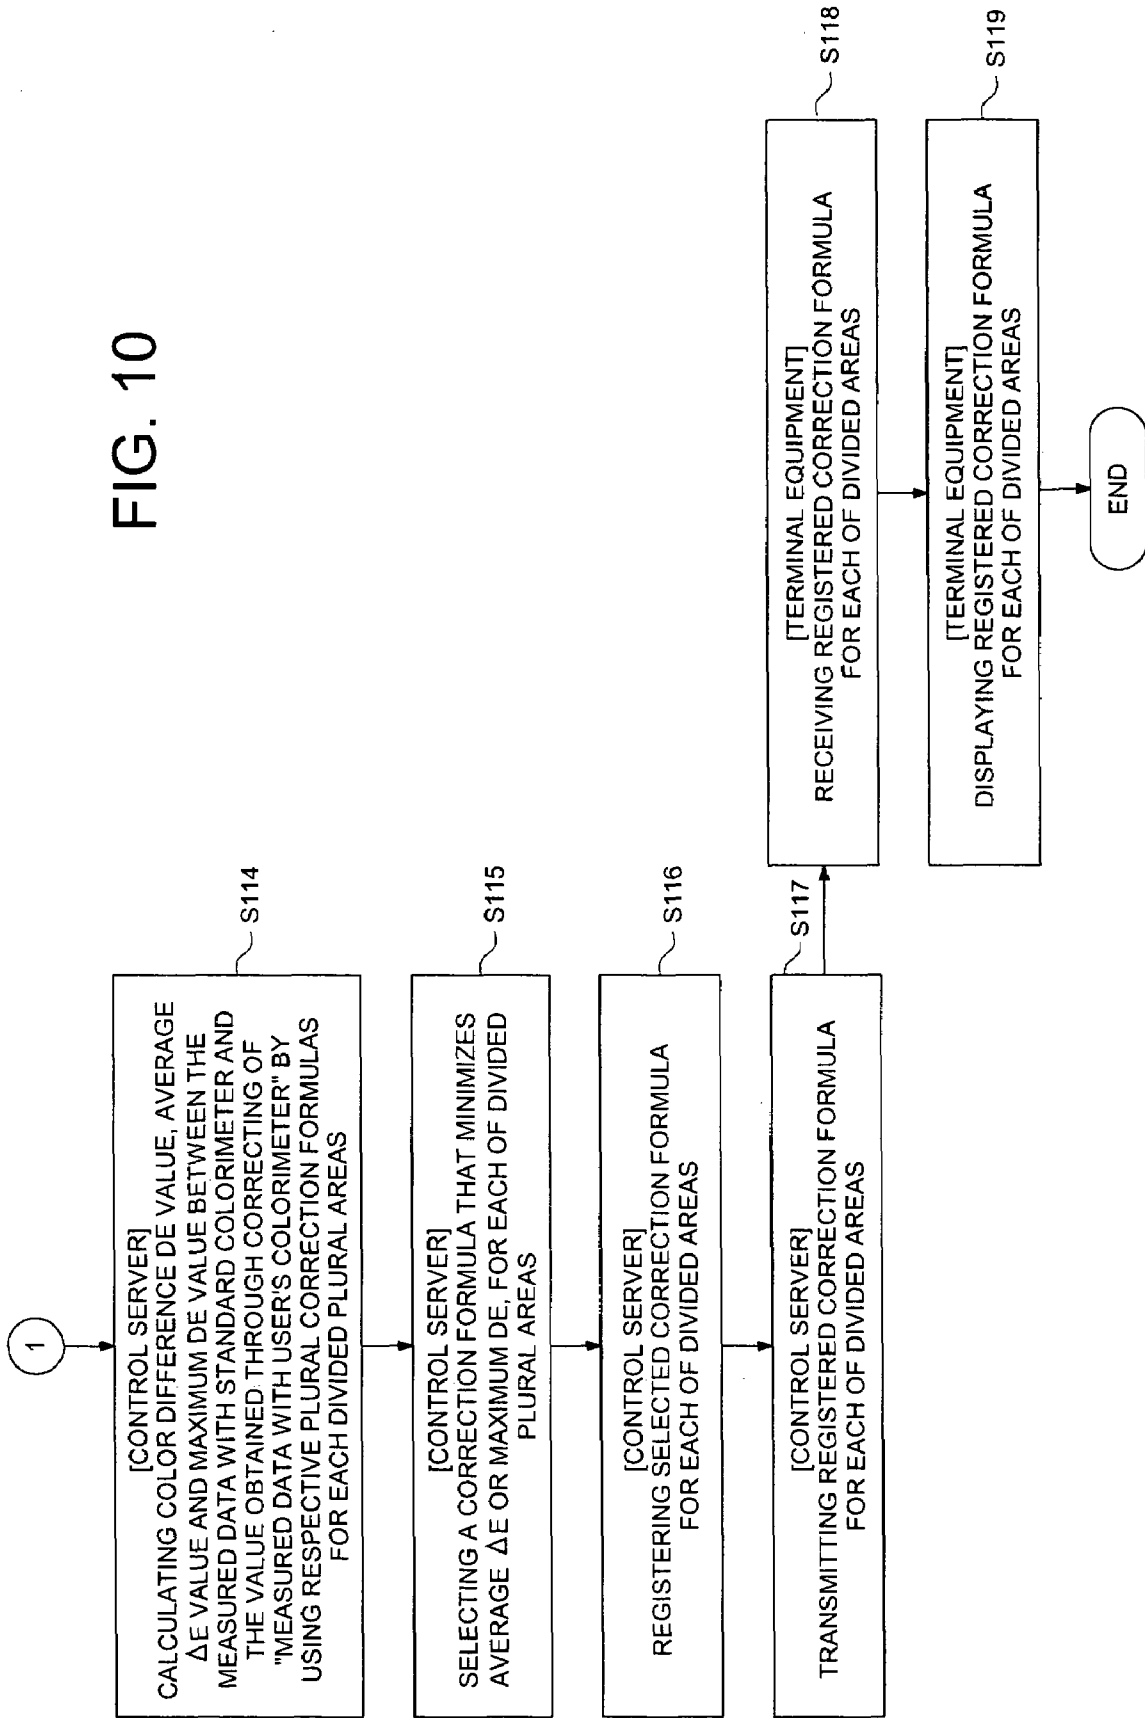 FIG. 10
1
[CONTROL SERVER]
CALCULATING COLOR DIFFERENCE DE VALUE, AVERAGE
ΔE VALUE AND MAXIMUM DE VALUE BETWEEN THE
MEASURED DATA WITH STANDARD COLORIMETER AND
THE VALUE OBTAINED THROUGH CORRECTING OF
"MEASURED DATA WITH USER'S COLORIMETER" BY
USING RESPECTIVE PLURAL CORRECTION FORMULAS
FOR EACH DIVIDED PLURAL AREAS
S114
[CONTROL SERVER]
SELECTING A CORRECTION FORMULA THAT MINIMIZES
AVERAGE ΔE OR MAXIMUM DE, FOR EACH OF DIVIDED
PLURAL AREAS
S115
[CONTROL SERVER]
REGISTERING SELECTED CORRECTION FORMULA
FOR EACH OF DIVIDED AREAS
S116
[CONTROL SERVER]
TRANSMITTING REGISTERED CORRECTION FORMULA
FOR EACH OF DIVIDED AREAS
S117
[TERMINAL EQUIPMENT]
RECEIVING REGISTERED CORRECTION FORMULA
FOR EACH OF DIVIDED AREAS
S118
[TERMINAL EQUIPMENT]
DISPLAYING REGISTERED CORRECTION FORMULA
FOR EACH OF DIVIDED AREAS
S119
END